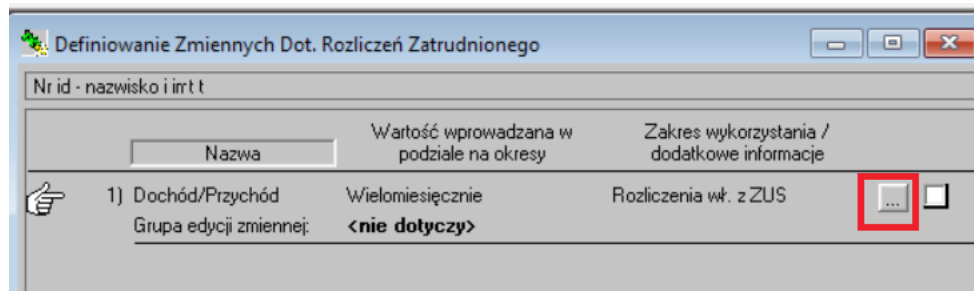 Definiowanie Zmiennych Dot. Rozliczeń Zatrudnionego
Nr id - nazwisko i
Nazwa
Wartość wprowadzana w
podziale na okresy
Zakres wykorzystania /
dodatkowe informacje
1) Dochód/Przychód Wielomiesięcznie Rozliczenia wł. z ZUS ...
Grupa edycji zmiennej: <nie dotyczy>